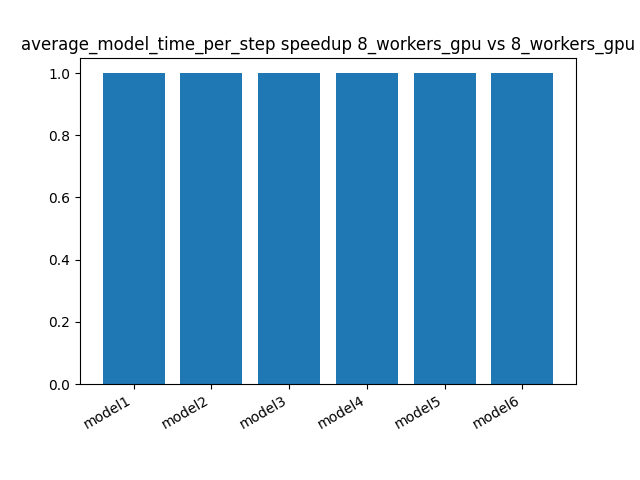 average_model_time_per_step speedup 8_workers_gpu vs 8_workers_gpu
1.0
0.8
0.6
0.4
0.2
0.0
model1
model2
model3
model4
model5
model6